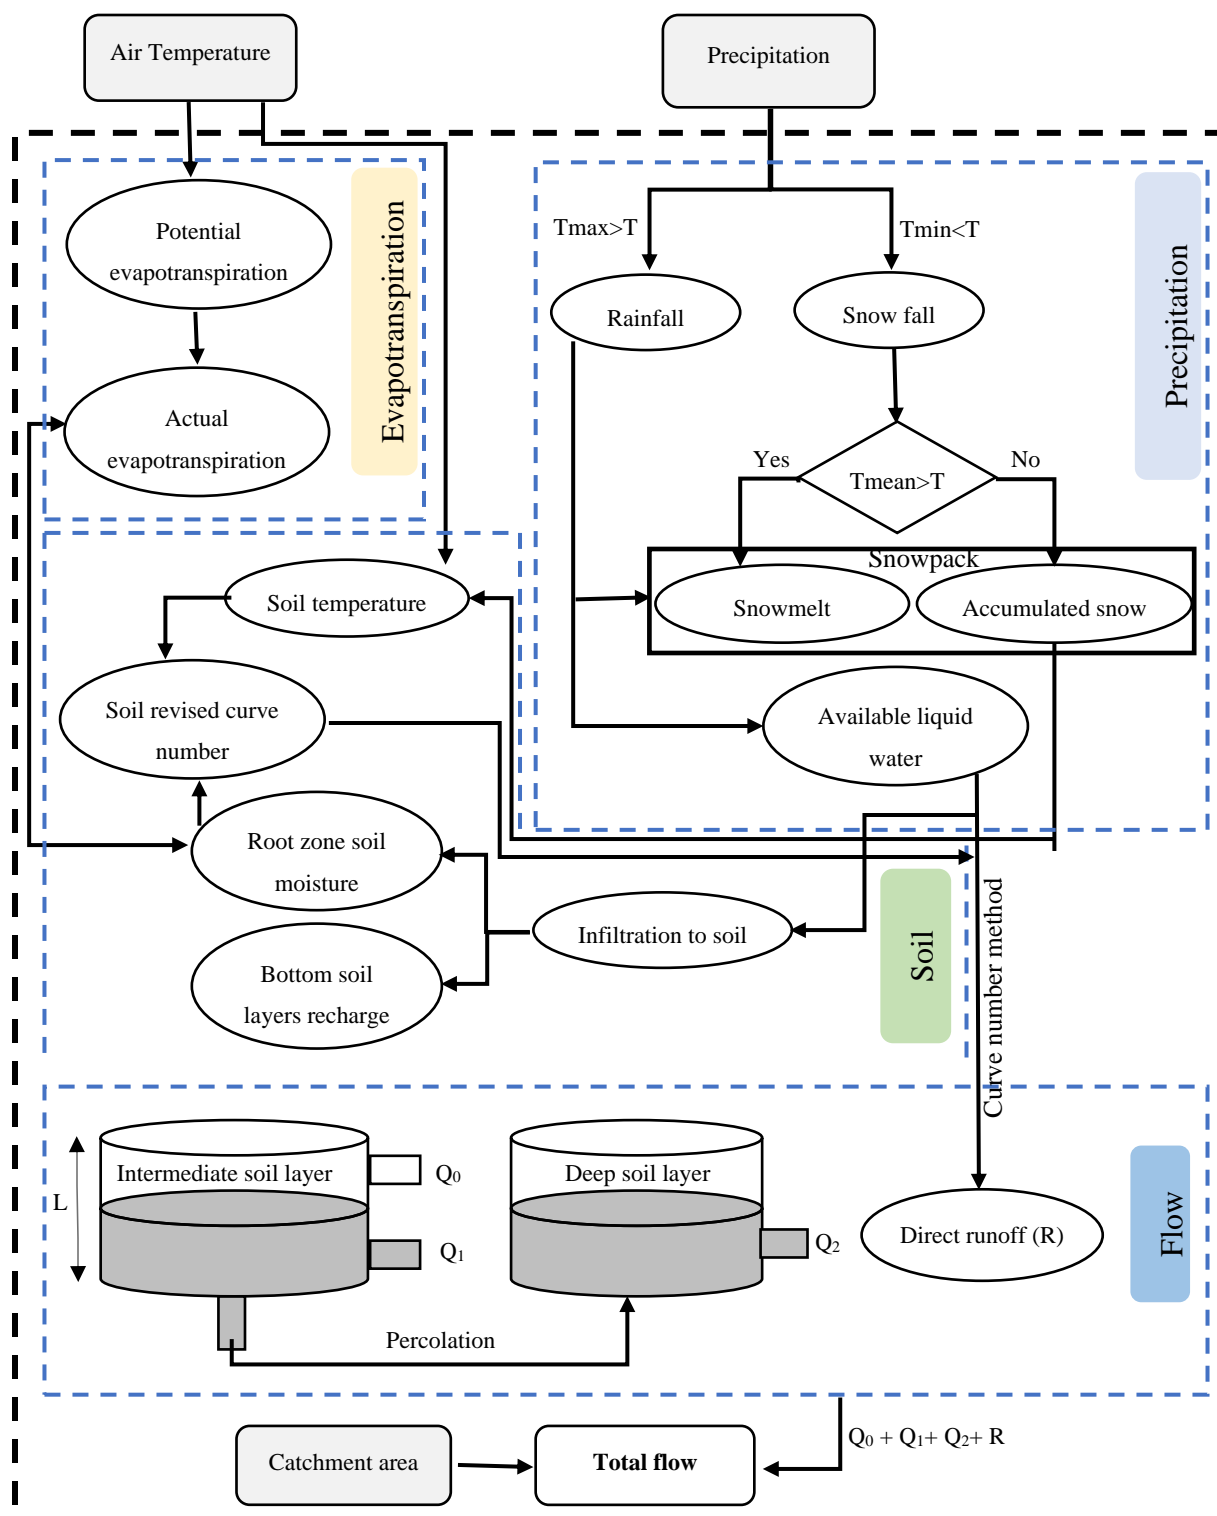 Air Temperature
Precipitation
Potential
evapotranspiration
Evapotranspiration
Actual
evapotranspiration
Tmax>T
Tmin<T
Precipitation
Rainfall
Snow fall
Yes
Tmean>T
No
Snowpack
Snowmelt
Accumulated snow
Soil temperature
Soil revised curve
number
Available liquid
water
Root zone soil
moisture
Infiltration to soil
Soil
Curve number method
Bottom soil
layers recharge
Intermediate soil layer
Q0
L
Q1
Deep soil layer
Q2
Direct runoff (R)
Flow
Percolation
Q0 + Q1+ Q2+ R
Catchment area
Total flow